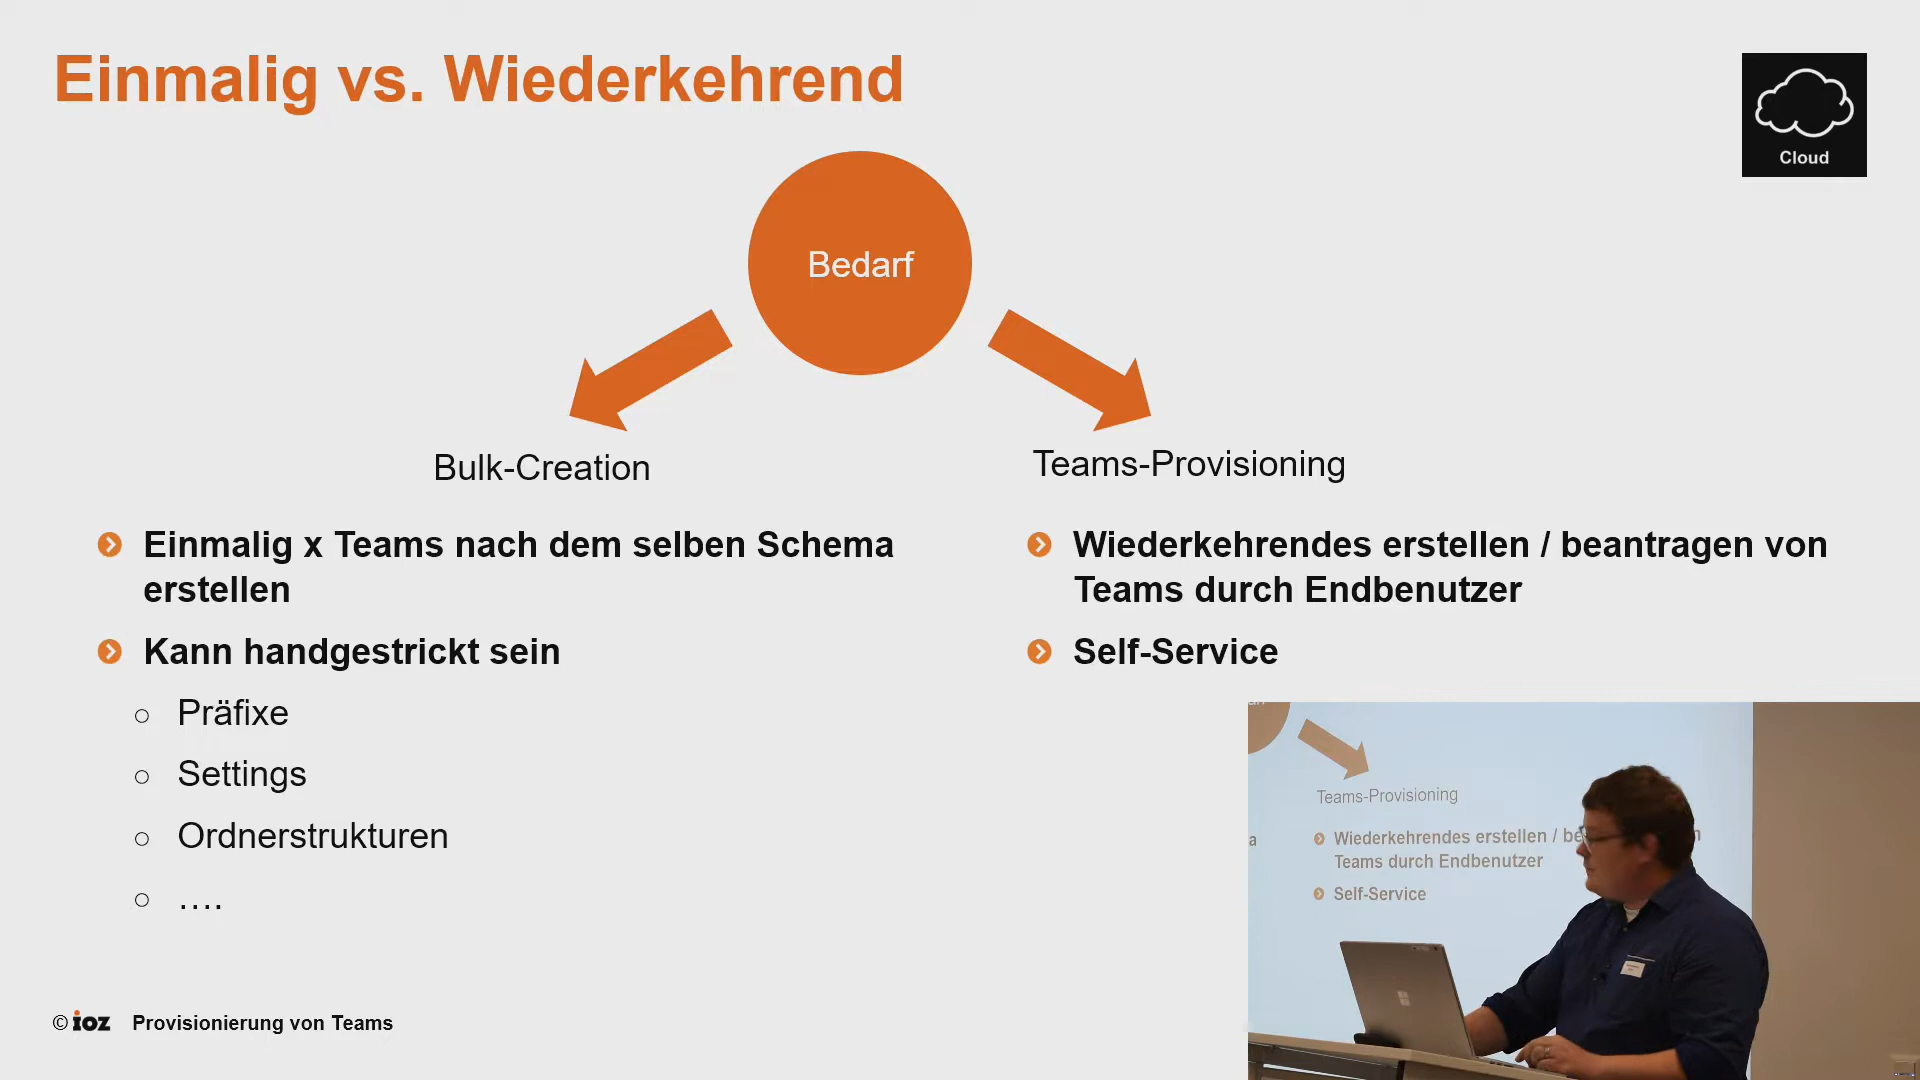 Einmalig vs. Wiederkehrend
Cloud
Bedarf
Bulk-Creation
Teams-Provisioning
Einmalig x Teams nach dem selben Schema
erstellen
Kann handgestrickt sein
Präfixe
Settings
Ordnerstrukturen
....
Wiederkehrendes erstellen / beantragen von
Teams durch Endbenutzer
Self-Service
Teams-Provisioning
Wiederkehrendes erstellen / be
Teams durch Endbenutzer
Self-Service
© ioz Provisionierung von Teams